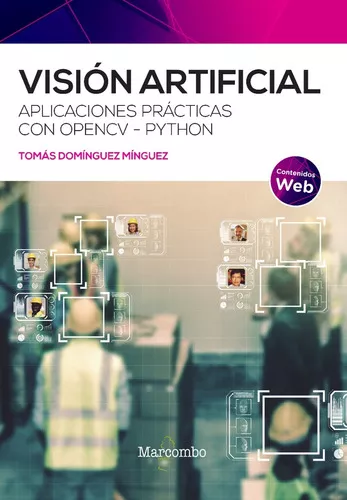 VISIÓN ARTIFICIAL
APLICACIONES PRÁCTICAS
CON OPENCV - PYTHON
TOMÁS DOMÍNGUEZ MÍNGUEZ
Contenidos
Web
Marcombo